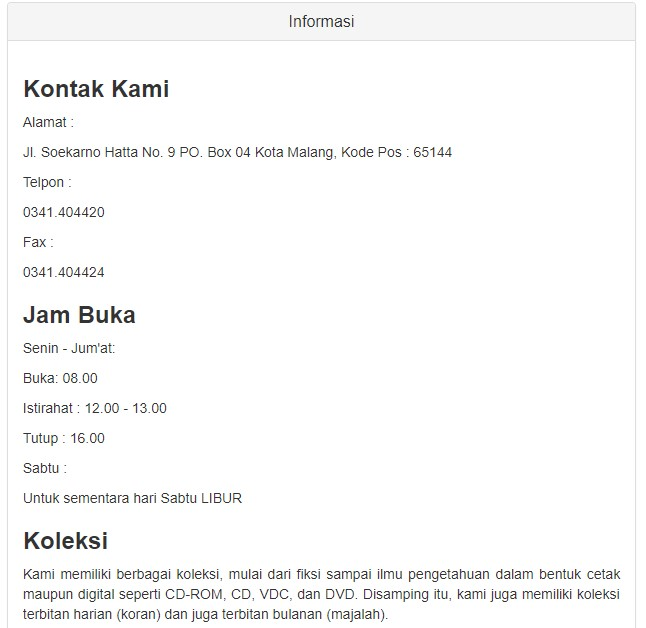 Informasi
Kontak Kami
Alamat :
Jl. Soekarno Hatta No. 9 PO. Box 04 Kota Malang, Kode Pos : 65144
Telpon :
0341.404420
Fax :
0341.404424
Jam Buka
Senin - Jum'at:
Buka: 08.00
Istirahat : 12.00 - 13.00
Tutup : 16.00
Sabtu :
Untuk sementara hari Sabtu LIBUR
Koleksi
Kami memiliki berbagai koleksi, mulai dari fiksi sampai ilmu pengetahuan dalam bentuk cetak
maupun digital seperti CD-ROM, CD, VDC, dan DVD. Disamping itu, kami juga memiliki koleksi
terbitan harian (koran) dan juga terbitan bulanan (majalah).